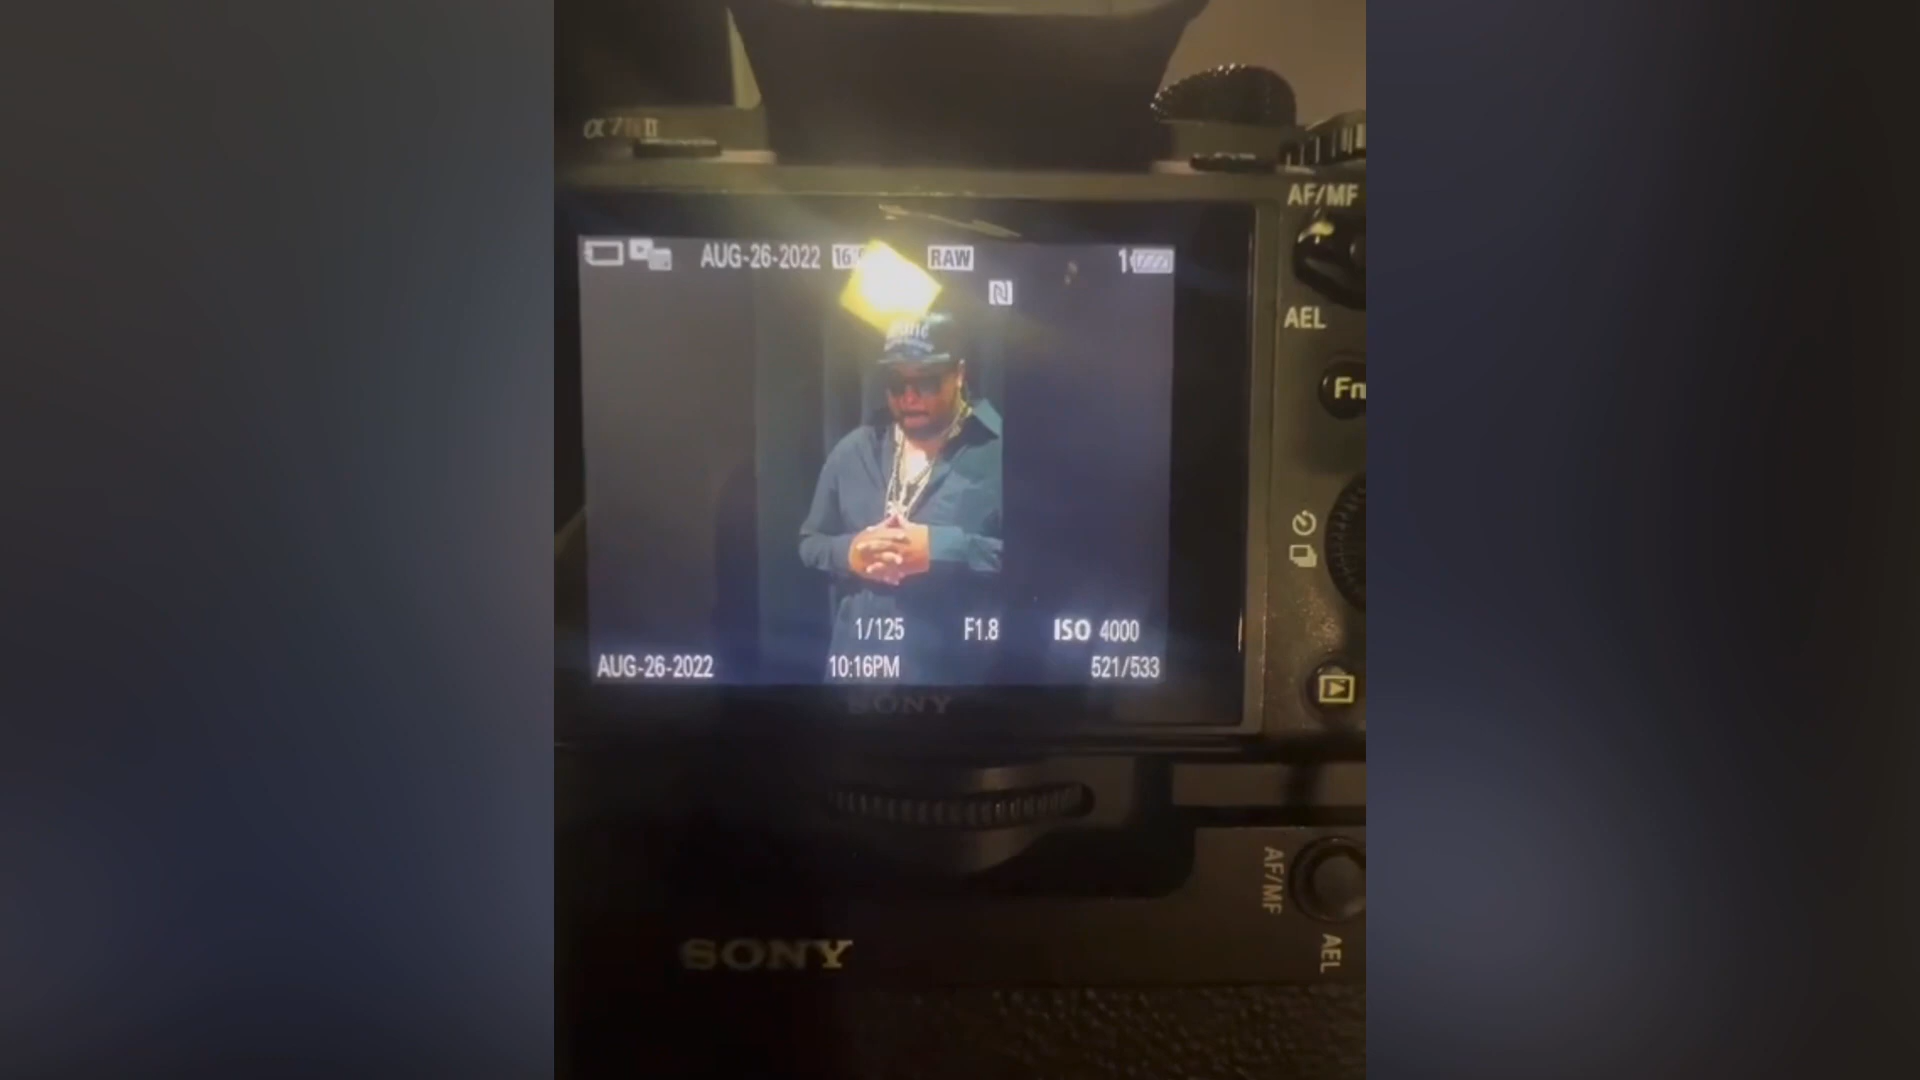 α7RII
AF/MF
AUG-26-2022 RAW 1
AEL
Fn
1/125 F1.8 ISO 4000
AUG-26-2022 10:16PM 521/533
SONY
AF/MF
SONY
AEL